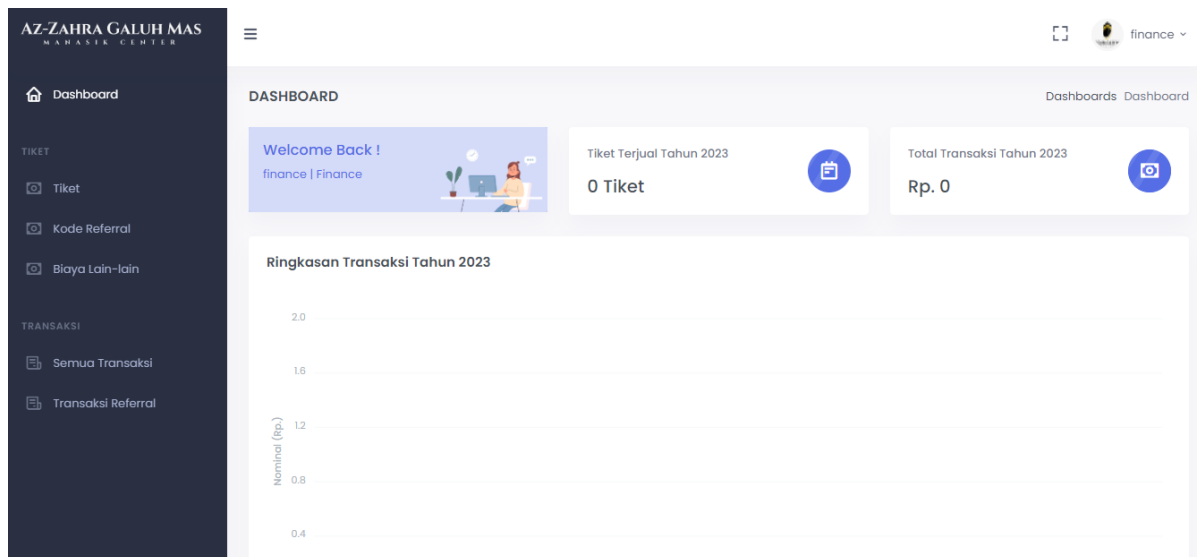 AZ-ZAHRA GALUH MAS
MANASIK CENTER
finance
Dashboard
TIKET
Tiket
Kode Referral
Biaya Lain-lain
TRANSAKSI
Semua Transaksi
Transaksi Referral
DASHBOARD
Dashboards Dashboard
Welcome Back !
finance | Finance
Tiket Terjual Tahun 2023
0 Tiket
Total Transaksi Tahun 2023
Rp. 0
Ringkasan Transaksi Tahun 2023
2.0
1.6
1.2
0.8
0.4
Nominal (Rp.)